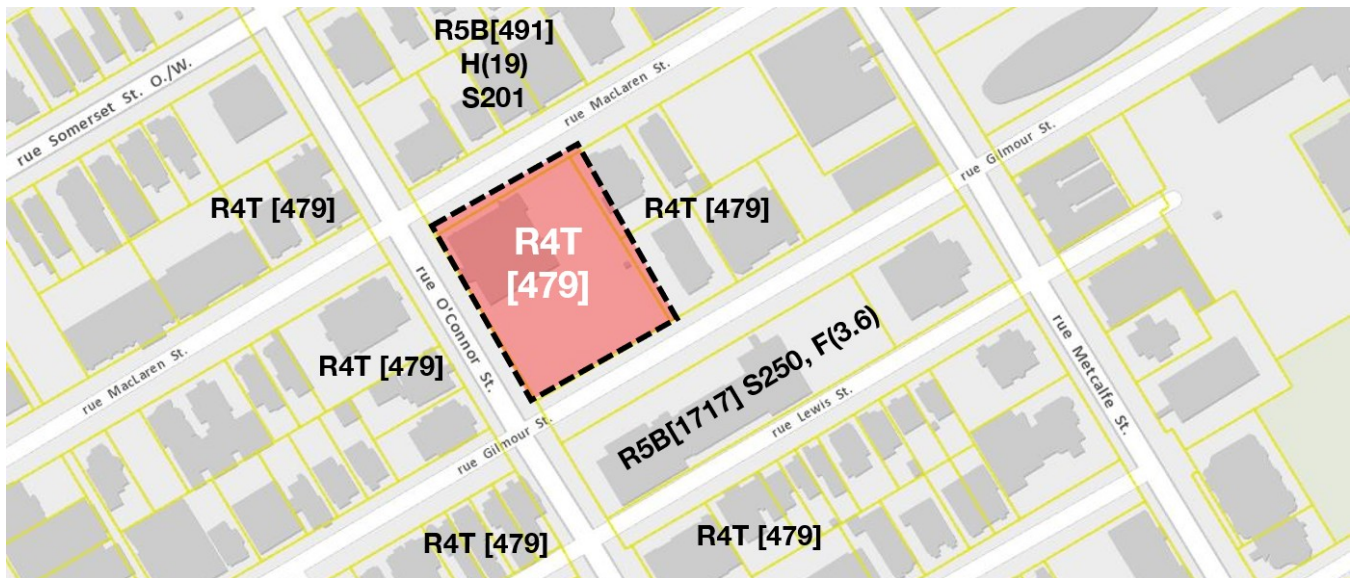 R5B[491]
H(19)
S201
rue Somerset St. O./W.
rue MacLaren St.
rue Gilmour St.
R4T [479]
R4T [479]
R4T
[479]
rue O'Connor St.
R4T [479]
rue MacLaren St.
rue Gilmour St.
R5B[1717] S250, F(3.6)
rue Lewis St.
rue Metcalfe St.
R4T [479]
R4T [479]